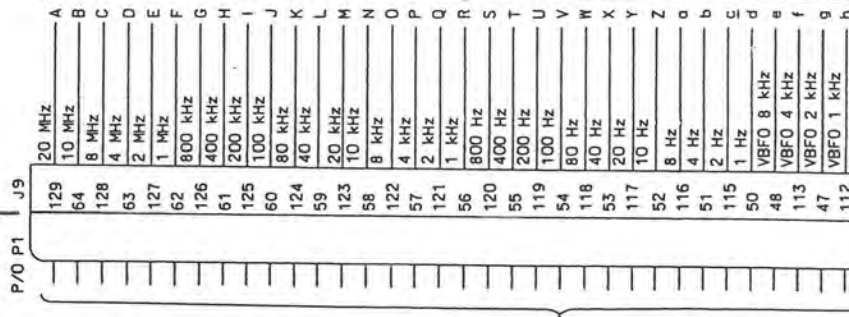 P/O P1 J9
129 20 MHz A
64 10 MHz B
128 8 MHz C
63 4 MHz D
127 2 MHz E
62 1 MHz F
126 800 kHz G
61 400 kHz H
125 200 kHz I
60 100 kHz J
124 80 kHz K
59 40 kHz L
123 20 kHz M
58 10 kHz N
122 8 kHz O
57 4 kHz P
121 2 kHz Q
56 1 kHz R
120 800 Hz S
55 400 Hz T
119 200 Hz U
54 100 Hz V
118 80 Hz W
53 40 Hz X
117 20 Hz Y
52 10 Hz Z
116 8 Hz a
51 4 Hz b
115 2 Hz c
50 1 Hz d
48 VBFO 8 kHz e
113 VBFO 4 kHz f
47 VBFO 2 kHz g
112 VBFO 1 kHz h